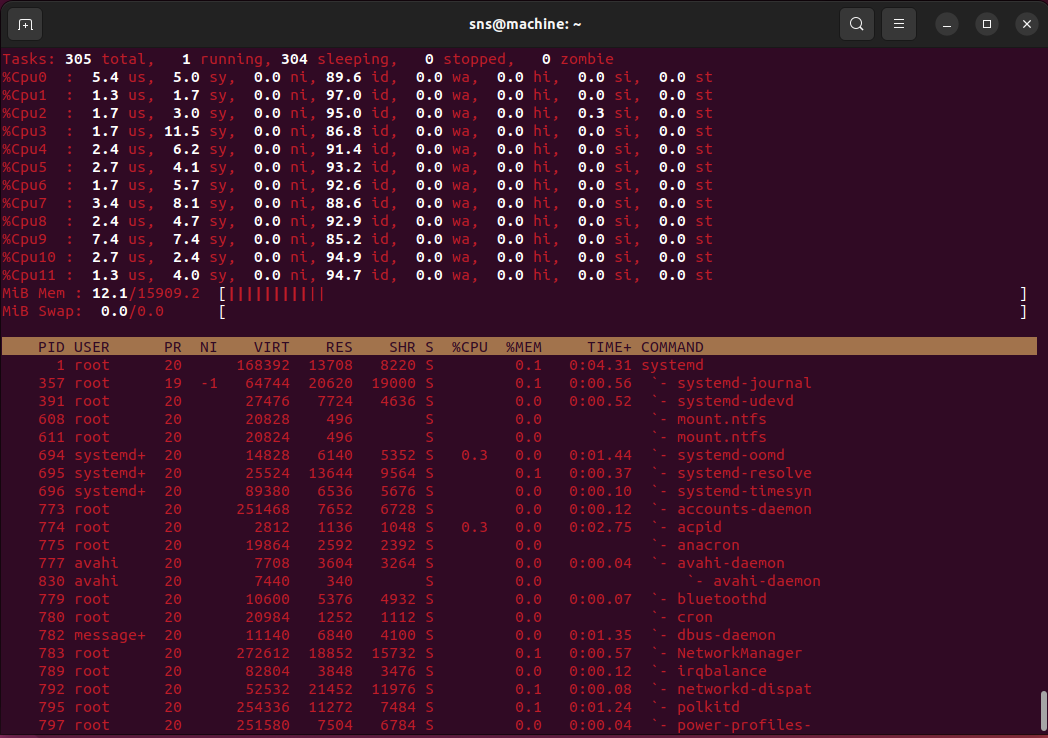 sns@machine: ~
Tasks: 305 total,   1 running, 304 sleeping,   0 stopped,   0 zombie
%Cpu0  :  5.4 us,  5.0 sy,  0.0 ni, 89.6 id,  0.0 wa,  0.0 hi,  0.0 si,  0.0 st
%Cpu1  :  1.3 us,  1.7 sy,  0.0 ni, 97.0 id,  0.0 wa,  0.0 hi,  0.0 si,  0.0 st
%Cpu2  :  1.7 us,  3.0 sy,  0.0 ni, 95.0 id,  0.0 wa,  0.0 hi,  0.3 si,  0.0 st
%Cpu3  :  1.7 us, 11.5 sy,  0.0 ni, 86.8 id,  0.0 wa,  0.0 hi,  0.0 si,  0.0 st
%Cpu4  :  2.4 us,  6.2 sy,  0.0 ni, 91.4 id,  0.0 wa,  0.0 hi,  0.0 si,  0.0 st
%Cpu5  :  2.7 us,  4.1 sy,  0.0 ni, 93.2 id,  0.0 wa,  0.0 hi,  0.0 si,  0.0 st
%Cpu6  :  1.7 us,  5.7 sy,  0.0 ni, 92.6 id,  0.0 wa,  0.0 hi,  0.0 si,  0.0 st
%Cpu7  :  3.4 us,  8.1 sy,  0.0 ni, 88.6 id,  0.0 wa,  0.0 hi,  0.0 si,  0.0 st
%Cpu8  :  2.4 us,  4.7 sy,  0.0 ni, 92.9 id,  0.0 wa,  0.0 hi,  0.0 si,  0.0 st
%Cpu9  :  7.4 us,  7.4 sy,  0.0 ni, 85.2 id,  0.0 wa,  0.0 hi,  0.0 si,  0.0 st
%Cpu10 :  2.7 us,  2.4 sy,  0.0 ni, 94.9 id,  0.0 wa,  0.0 hi,  0.0 si,  0.0 st
%Cpu11 :  1.3 us,  4.0 sy,  0.0 ni, 94.7 id,  0.0 wa,  0.0 hi,  0.0 si,  0.0 st
MiB Mem : 12.1/15909.2  [|||||||||||                                                                              ]
MiB Swap:  0.0/0.0      [                                                                                         ]
PID USER      PR  NI    VIRT    RES    SHR S  %CPU  %MEM     TIME+ COMMAND
1 root      20      168392  13708   8220 S         0.1   0:04.31 systemd
357 root      19  -1   64744  20620  19000 S         0.1   0:00.56  `- systemd-journal
391 root      20       27476   7724   4636 S         0.0   0:00.52  `- systemd-udevd
608 root      20       20828    496        S         0.0            `- mount.ntfs
611 root      20       20824    496        S         0.0            `- mount.ntfs
694 systemd+  20       14828   6140   5352 S   0.3   0.0   0:01.44  `- systemd-oomd
695 systemd+  20       25524  13644   9564 S         0.1   0:00.37  `- systemd-resolve
696 systemd+  20       89380   6536   5676 S         0.0   0:00.10  `- systemd-timesyn
773 root      20      251468   7652   6728 S         0.0   0:00.12  `- accounts-daemon
774 root      20        2812   1136   1048 S   0.3   0.0   0:02.75  `- acpid
775 root      20       19864   2592   2392 S         0.0            `- anacron
777 avahi     20        7708   3604   3264 S         0.0   0:00.04  `- avahi-daemon
830 avahi     20        7440    340        S         0.0                `- avahi-daemon
779 root      20       10600   5376   4932 S         0.0   0:00.07  `- bluetoothd
780 root      20       20984   1252   1112 S         0.0            `- cron
782 message+  20       11140   6840   4100 S         0.0   0:01.35  `- dbus-daemon
783 root      20      272612  18852  15732 S         0.1   0:00.57  `- NetworkManager
789 root      20       82804   3848   3476 S         0.0   0:00.12  `- irqbalance
792 root      20       52532  21452  11976 S         0.1   0:00.08  `- networkd-dispat
795 root      20      254336  11272   7484 S         0.1   0:01.24  `- polkitd
797 root      20      251580   7504   6784 S         0.0   0:00.04  `- power-profiles-